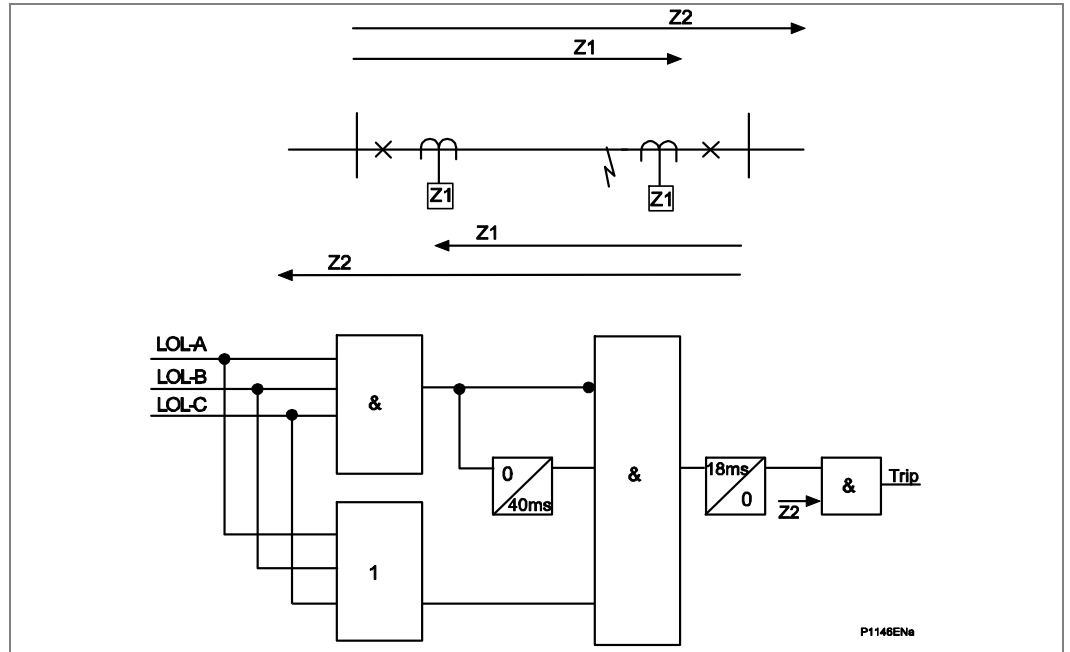 Z2
Z1
Z1
Z1
Z1
Z2
LOL-A
LOL-B
LOL-C
&
0
40ms
1
&
18ms
0
Z2
&
Trip
P1146ENa